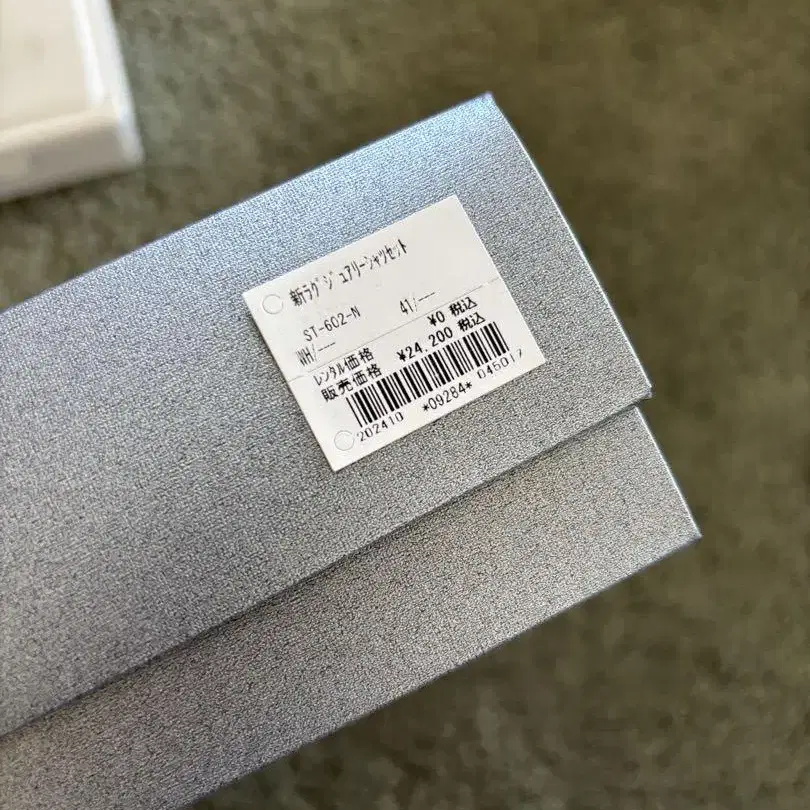 新ラグジュアリーシャツセット
ST-602-N
WH/--- 41/---
レンタル価格 ¥0 税込
販売価格 ¥24,200 税込
202410 *09284* 045017